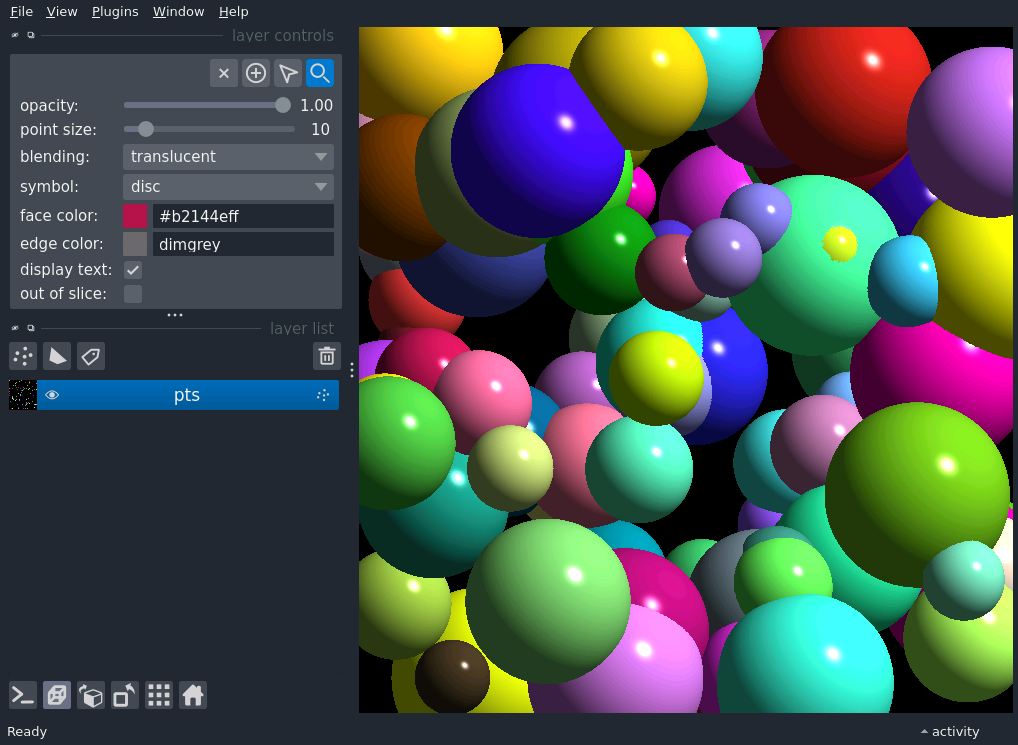 File View Plugins Window Help
layer controls
opacity: 1.00
point size: 10
blending: translucent
symbol: disc
face color: #b2144eff
edge color: dimgrey
display text:
out of slice:
layer list
pts
Ready activity